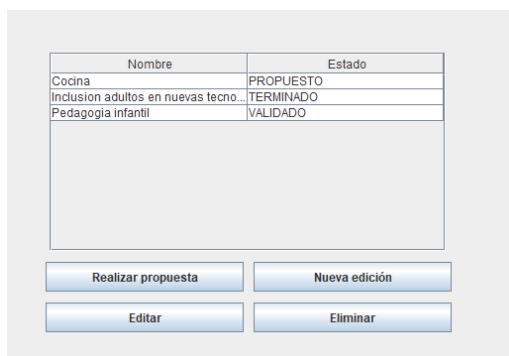 Nombre Estado
Cocina PROPUESTO
Inclusion adultos en nuevas tecno... TERMINADO
Pedagogia infantil VALIDADO
Realizar propuesta Nueva edición
Editar Eliminar